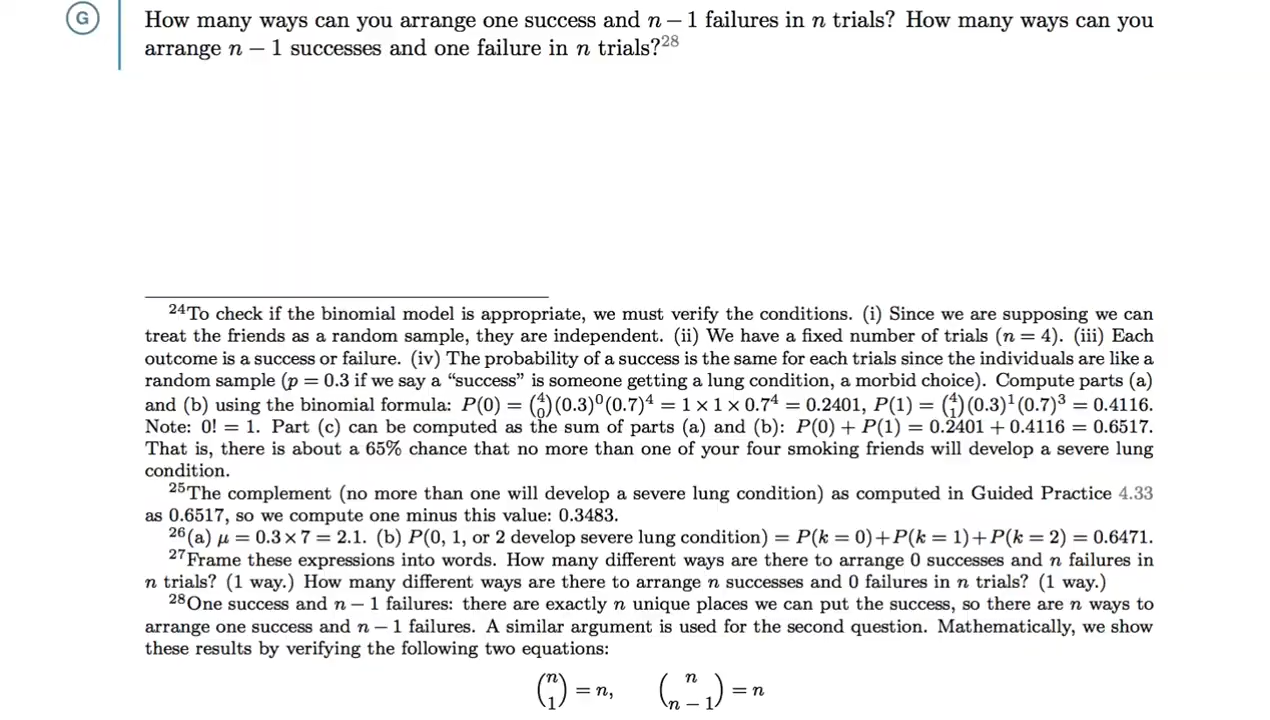 G
How many ways can you arrange one success and n − 1 failures in n trials? How many ways can you
arrange n − 1 successes and one failure in n trials?²⁸
²⁴To check if the binomial model is appropriate, we must verify the conditions. (i) Since we are supposing we can
treat the friends as a random sample, they are independent. (ii) We have a fixed number of trials (n = 4). (iii) Each
outcome is a success or failure. (iv) The probability of a success is the same for each trials since the individuals are like a
random sample (p = 0.3 if we say a “success” is someone getting a lung condition, a morbid choice). Compute parts (a)
and (b) using the binomial formula: P(0) = (4 0)(0.3)⁰(0.7)⁴ = 1 × 1 × 0.7⁴ = 0.2401, P(1) = (4 1)(0.3)¹(0.7)³ = 0.4116.
Note: 0! = 1. Part (c) can be computed as the sum of parts (a) and (b): P(0) + P(1) = 0.2401 + 0.4116 = 0.6517.
That is, there is about a 65% chance that no more than one of your four smoking friends will develop a severe lung
condition.
²⁵The complement (no more than one will develop a severe lung condition) as computed in Guided Practice 4.33
as 0.6517, so we compute one minus this value: 0.3483.
²⁶(a) μ = 0.3 × 7 = 2.1. (b) P(0, 1, or 2 develop severe lung condition) = P(k = 0)+P(k = 1)+P(k = 2) = 0.6471.
²⁷Frame these expressions into words. How many different ways are there to arrange 0 successes and n failures in
n trials? (1 way.) How many different ways are there to arrange n successes and 0 failures in n trials? (1 way.)
²⁸One success and n − 1 failures: there are exactly n unique places we can put the success, so there are n ways to
arrange one success and n − 1 failures. A similar argument is used for the second question. Mathematically, we show
these results by verifying the following two equations:
(n 1) = n, (n n − 1) = n